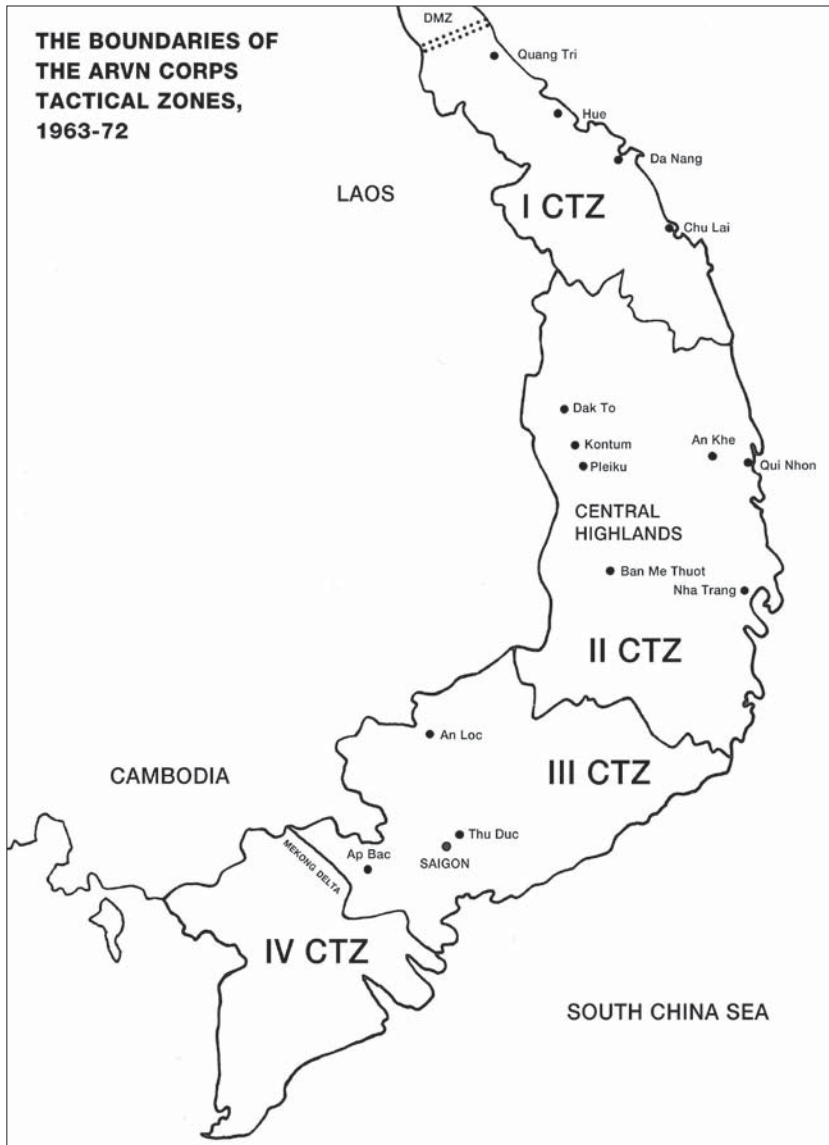 THE BOUNDARIES OF
THE ARVN CORPS
TACTICAL ZONES,
1963-72
DMZ
Quang Tri
Hue
Da Nang
LAOS
I CTZ
Chu Lai
Dak To
Kontum
An Khe
Pleiku
Qui Nhon
CENTRAL
HIGHLANDS
Ban Me Thuot
Nha Trang
II CTZ
An Loc
III CTZ
CAMBODIA
Thu Duc
Ap Bac
SAIGON
MEKONG DELTA
IV CTZ
SOUTH CHINA SEA